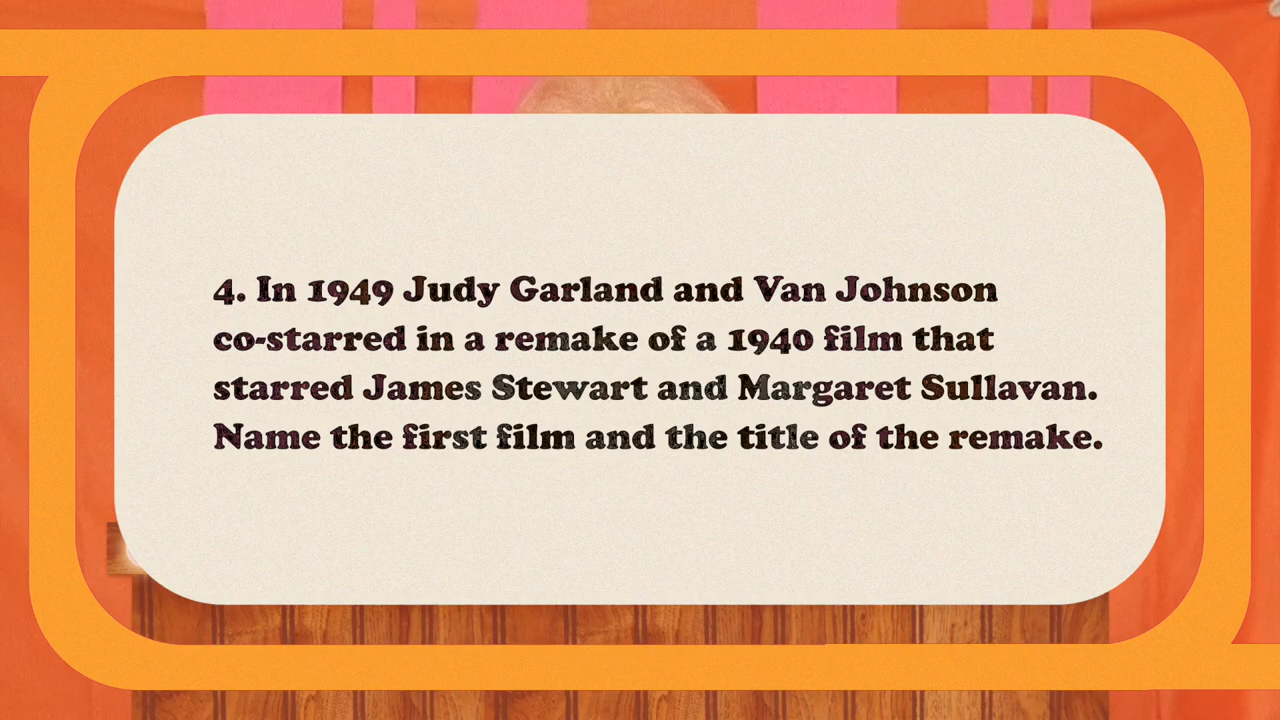 4. In 1949 Judy Garland and Van Johnson
co-starred in a remake of a 1940 film that
starred James Stewart and Margaret Sullavan.
Name the first film and the title of the remake.